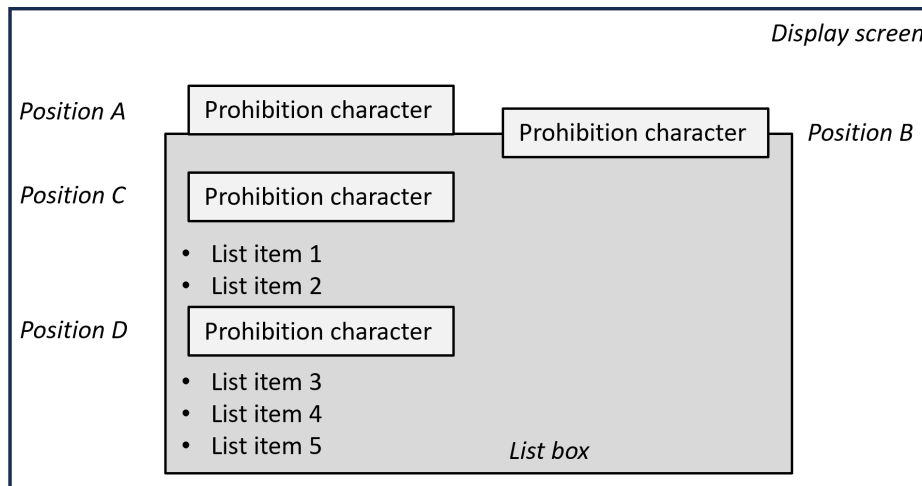 Display screen
Position A
Prohibition character
Prohibition character
Position B
Position C
Prohibition character
• List item 1
• List item 2
Position D
Prohibition character
• List item 3
• List item 4
• List item 5
List box